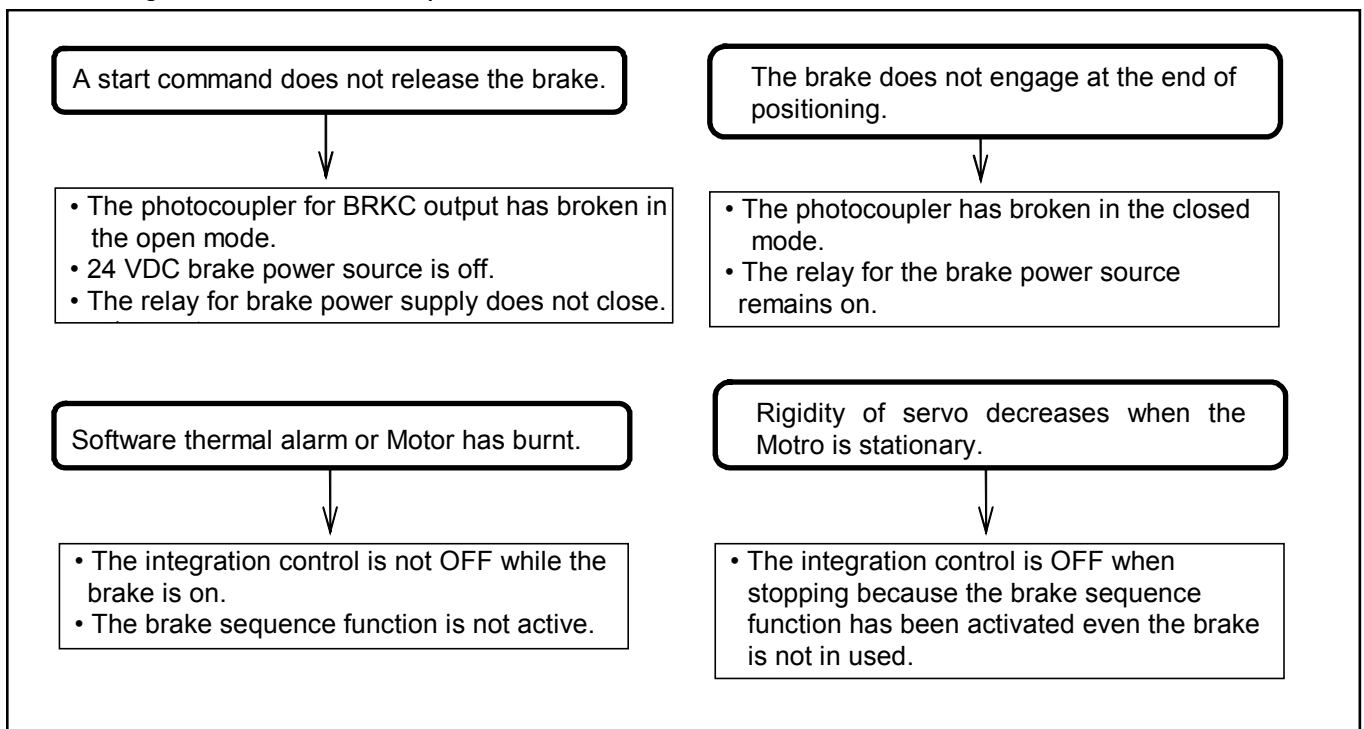 A start command does not release the brake.
• The photocoupler for BRKC output has broken in
the open mode.
• 24 VDC brake power source is off.
• The relay for brake power supply does not close.
The brake does not engage at the end of
positioning.
• The photocoupler has broken in the closed
mode.
• The relay for the brake power source
remains on.
Software thermal alarm or Motor has burnt.
• The integration control is not OFF while the
brake is on.
• The brake sequence function is not active.
Rigidity of servo decreases when the
Motro is stationary.
• The integration control is OFF when
stopping because the brake sequence
function has been activated even the brake
is not in used.